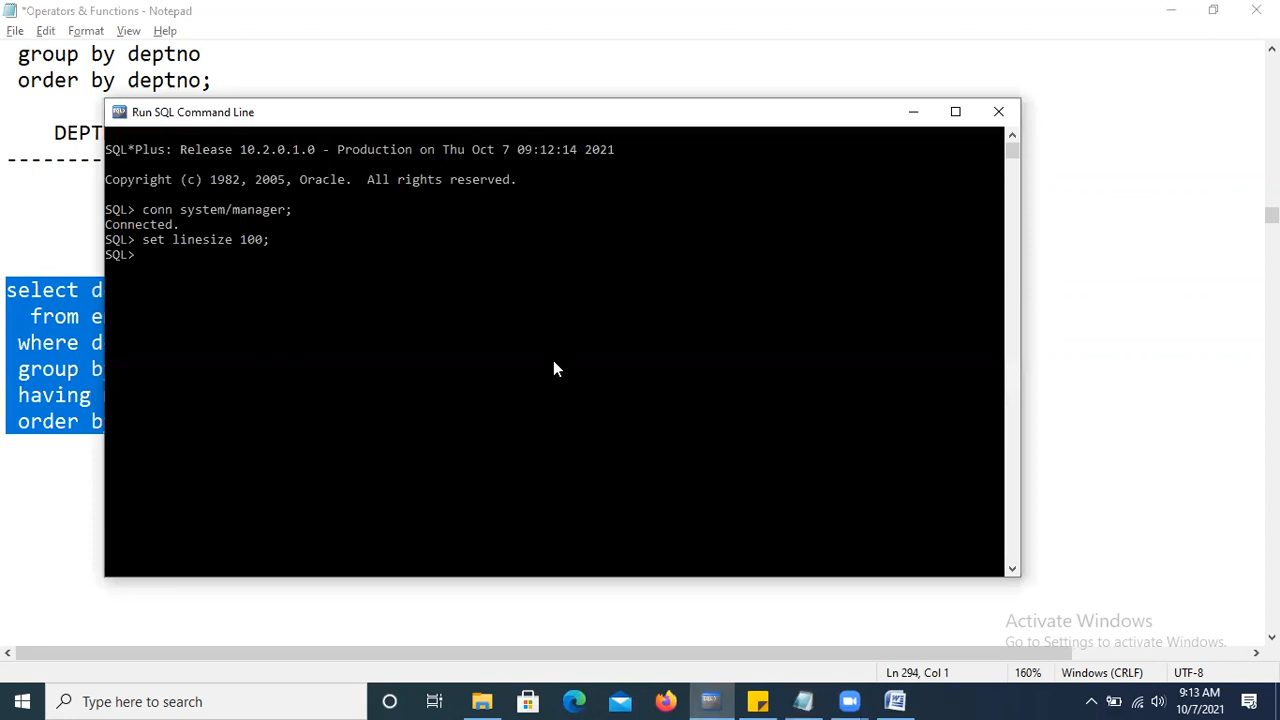 *Operators & Functions - Notepad
File Edit Format View Help
group by deptno
order by deptno;
DEPT
Run SQL Command Line
SQL*Plus: Release 10.2.0.1.0 - Production on Thu Oct 7 09:12:14 2021
Copyright (c) 1982, 2005, Oracle. All rights reserved.
SQL> conn system/manager;
Connected.
SQL> set linesize 100;
SQL>
select d
from e
where d
group by
having
order b
Activate Windows
Go to Settings to activate Windows.
Ln 294, Col 1 160% Windows (CRLF) UTF-8
Type here to search
9:13 AM
10/7/2021